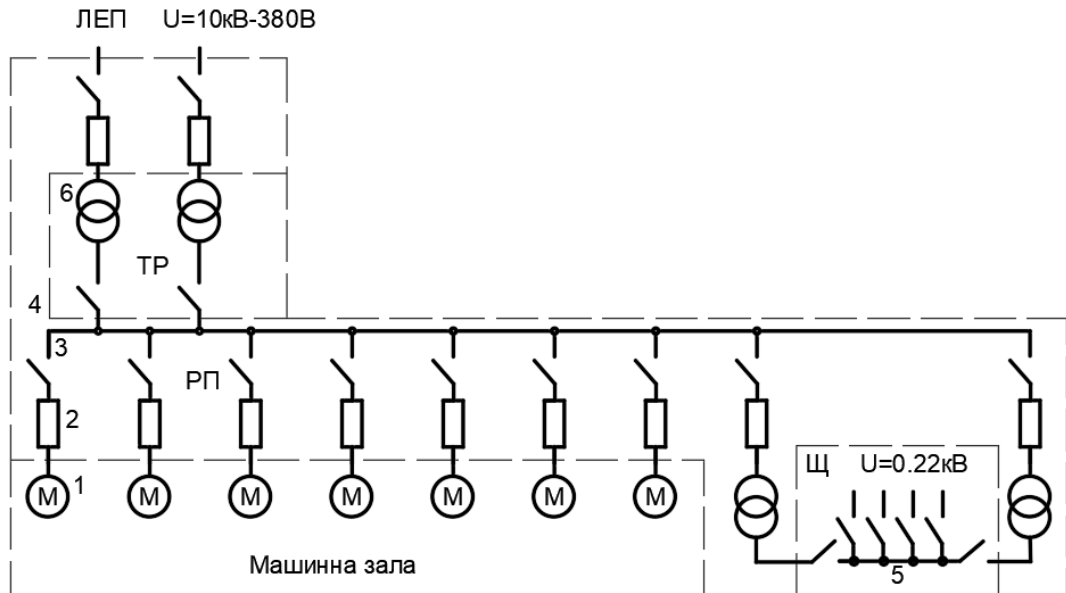 ЛЕП U=10кВ-380В
6
ТР
4
3
РП
2
М 1 М М М М М М
Щ U=0.22кВ
5
Машинна зала